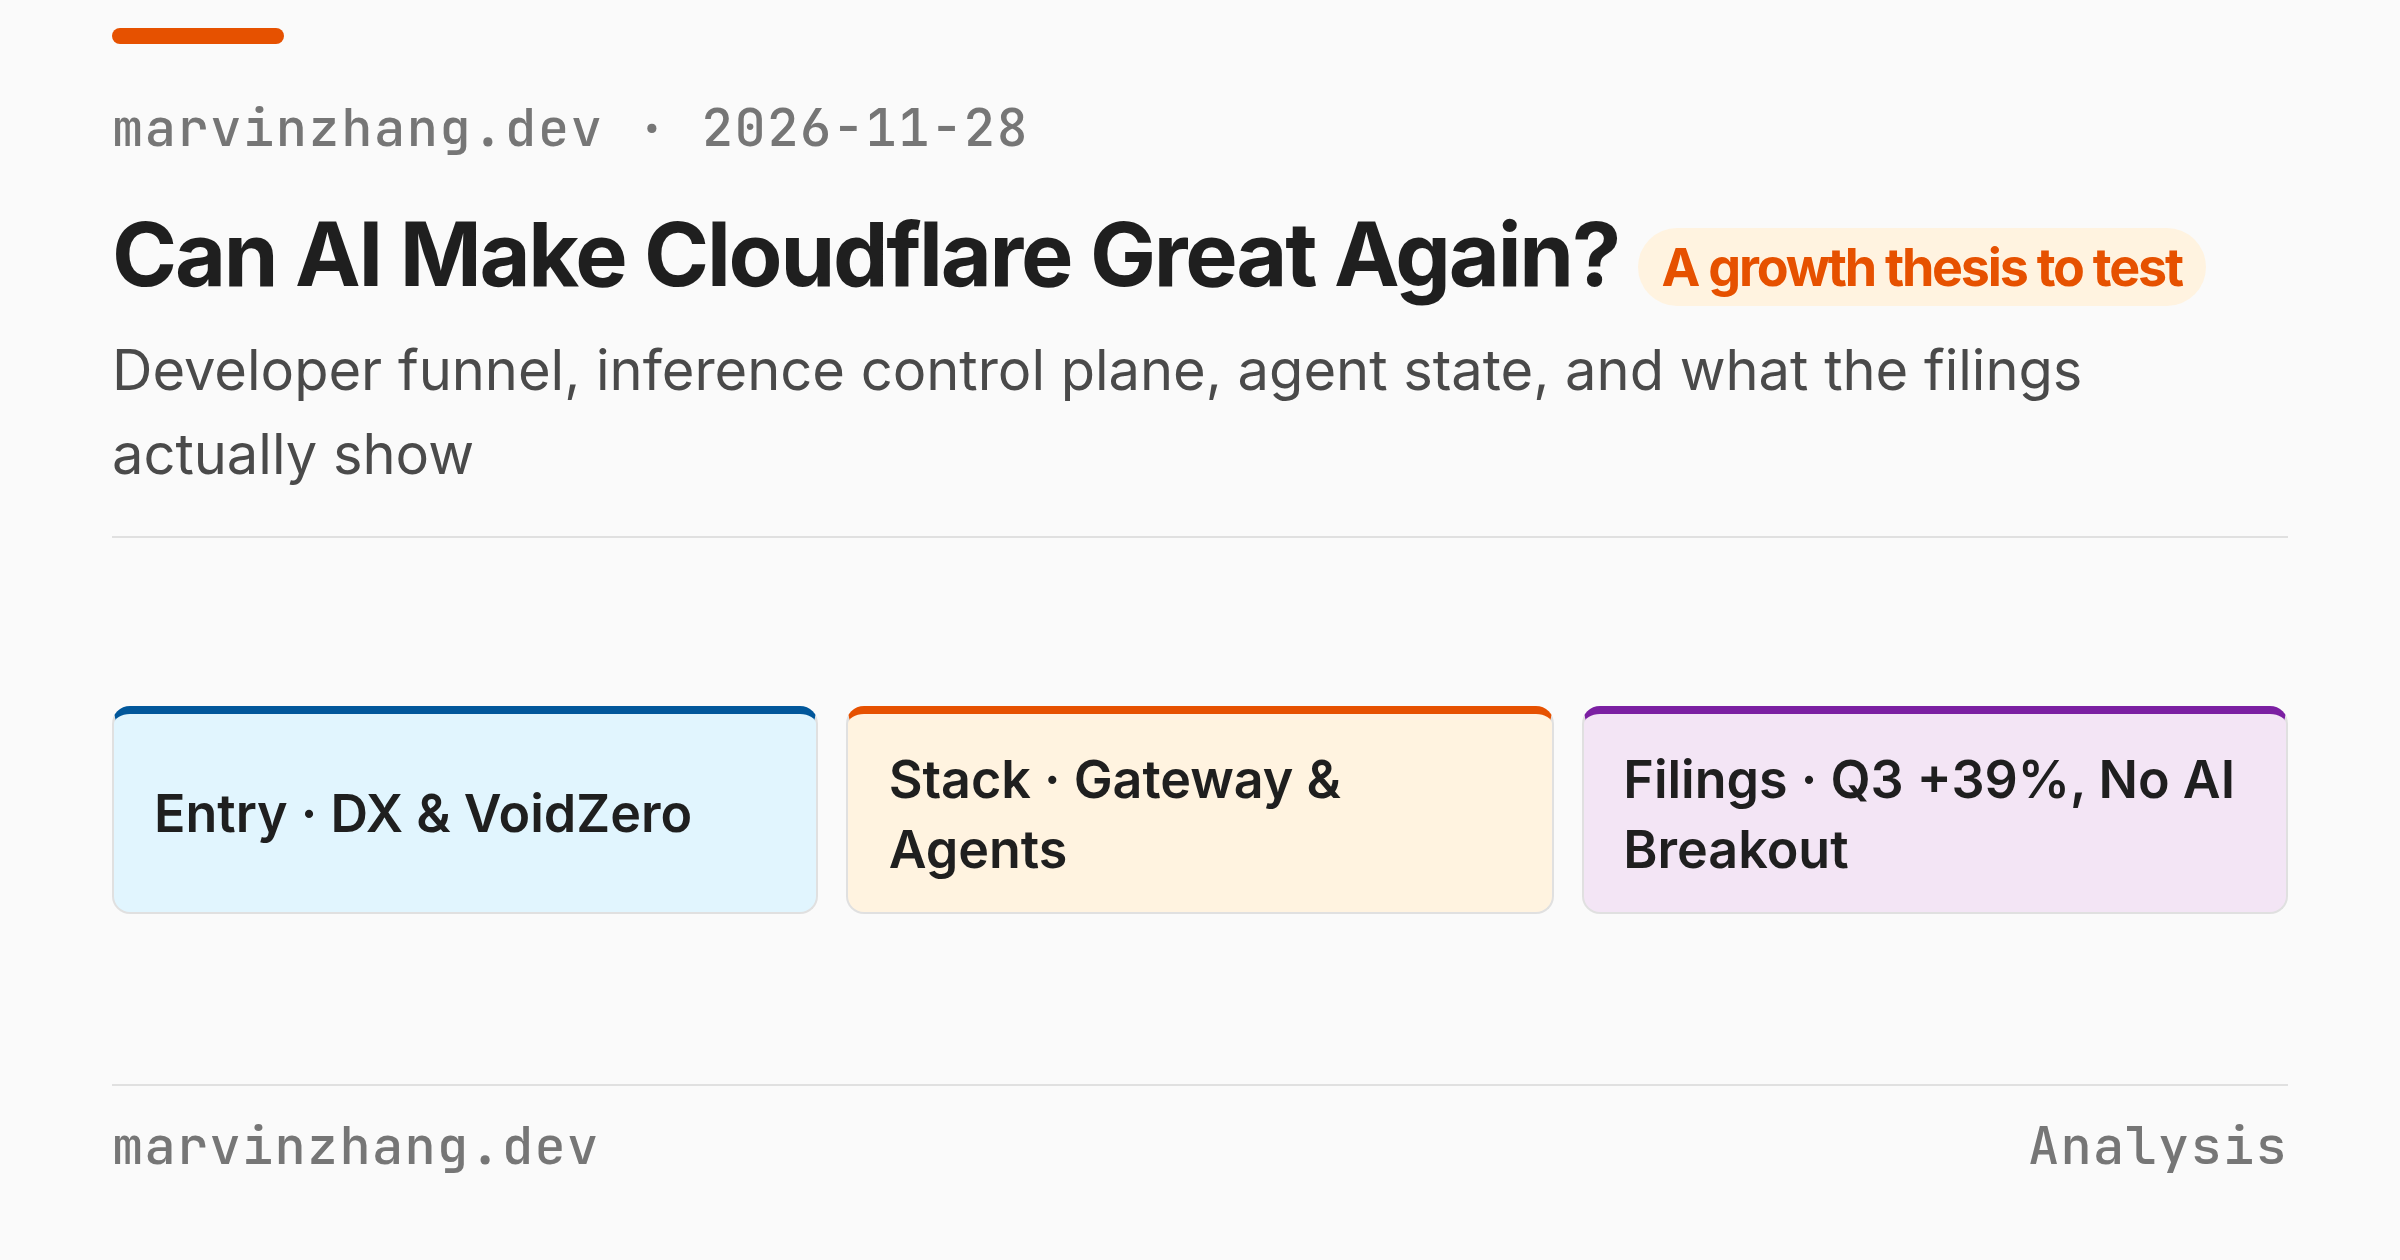 marvinzhang.dev · 2026-11-28
Can AI Make Cloudflare Great Again? A growth thesis to test
Developer funnel, inference control plane, agent state, and what the filings
actually show
Entry · DX & VoidZero
Stack · Gateway &
Agents
Filings · Q3 +39%, No AI
Breakout
marvinzhang.dev
Analysis